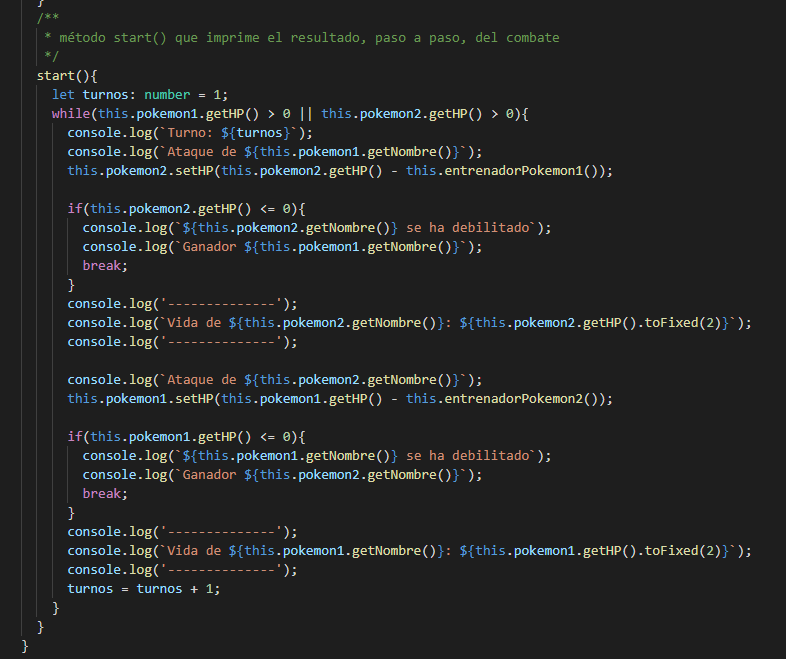 }
/**
 * método start() que imprime el resultado, paso a paso, del combate
 */
start(){
  let turnos: number = 1;
  while(this.pokemon1.getHP() > 0 || this.pokemon2.getHP() > 0){
    console.log(`Turno: ${turnos}`);
    console.log(`Ataque de ${this.pokemon1.getNombre()}`);
    this.pokemon2.setHP(this.pokemon2.getHP() - this.entrenadorPokemon1());

    if(this.pokemon2.getHP() <= 0){
      console.log(`${this.pokemon2.getNombre()} se ha debilitado`);
      console.log(`Ganador ${this.pokemon1.getNombre()}`);
      break;
    }
    console.log('--------------');
    console.log(`Vida de ${this.pokemon2.getNombre()}: ${this.pokemon2.getHP().toFixed(2)}`);
    console.log('--------------');

    console.log(`Ataque de ${this.pokemon2.getNombre()}`);
    this.pokemon1.setHP(this.pokemon1.getHP() - this.entrenadorPokemon2());

    if(this.pokemon1.getHP() <= 0){
      console.log(`${this.pokemon1.getNombre()} se ha debilitado`);
      console.log(`Ganador ${this.pokemon2.getNombre()}`);
      break;
    }
    console.log('--------------');
    console.log(`Vida de ${this.pokemon1.getNombre()}: ${this.pokemon1.getHP().toFixed(2)}`);
    console.log('--------------');
    turnos = turnos + 1;
  }
}
}